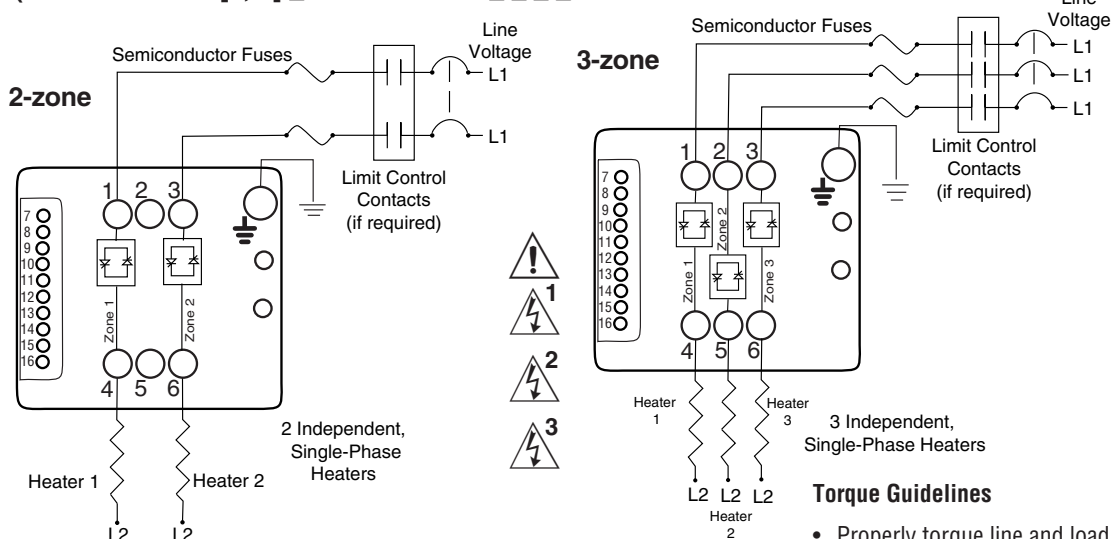 Line
Voltage
Semiconductor Fuses
L1
2-zone
L1
Limit Control
Contacts
(if required)
1 2 3
7
8
9
10
11
12
13
14
15
16
Zone 1
Zone 2
4 5 6
2 Independent,
Single-Phase
Heaters
Heater 1
Heater 2
L2
L2
1
2
3
Line
Voltage
Semiconductor Fuses
L1
3-zone
L1
L1
Limit Control
Contacts
(if required)
1 2 3
7
8
9
10
11
12
13
14
15
16
Zone 1
Zone 2
Zone 3
4 5 6
Heater
1
Heater
3
3 Independent,
Single-Phase Heaters
L2 L2 L2
Heater
2
Torque Guidelines
• Properly torque line and load